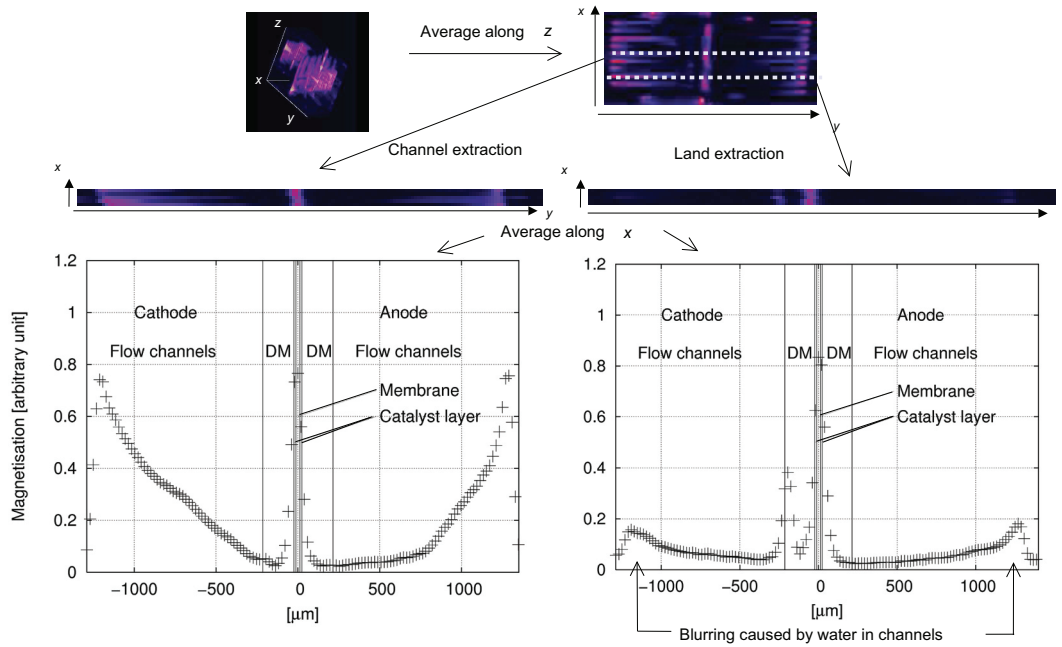 z
x
y
Average along z
x
y
Channel extraction
Land extraction
x
y
x
Average along x
1.2
1
0.8
0.6
0.4
0.2
0
Magnetisation [arbitrary unit]
Cathode
Anode
Flow channels
DM
DM
Flow channels
Membrane
Catalyst layer
−1000
−500
0
500
1000
[μm]
1.2
1
0.8
0.6
0.4
0.2
0
Cathode
Anode
Flow channels
DM
DM
Flow channels
Membrane
Catalyst layer
−1000
−500
0
500
1000
[μm]
Blurring caused by water in channels